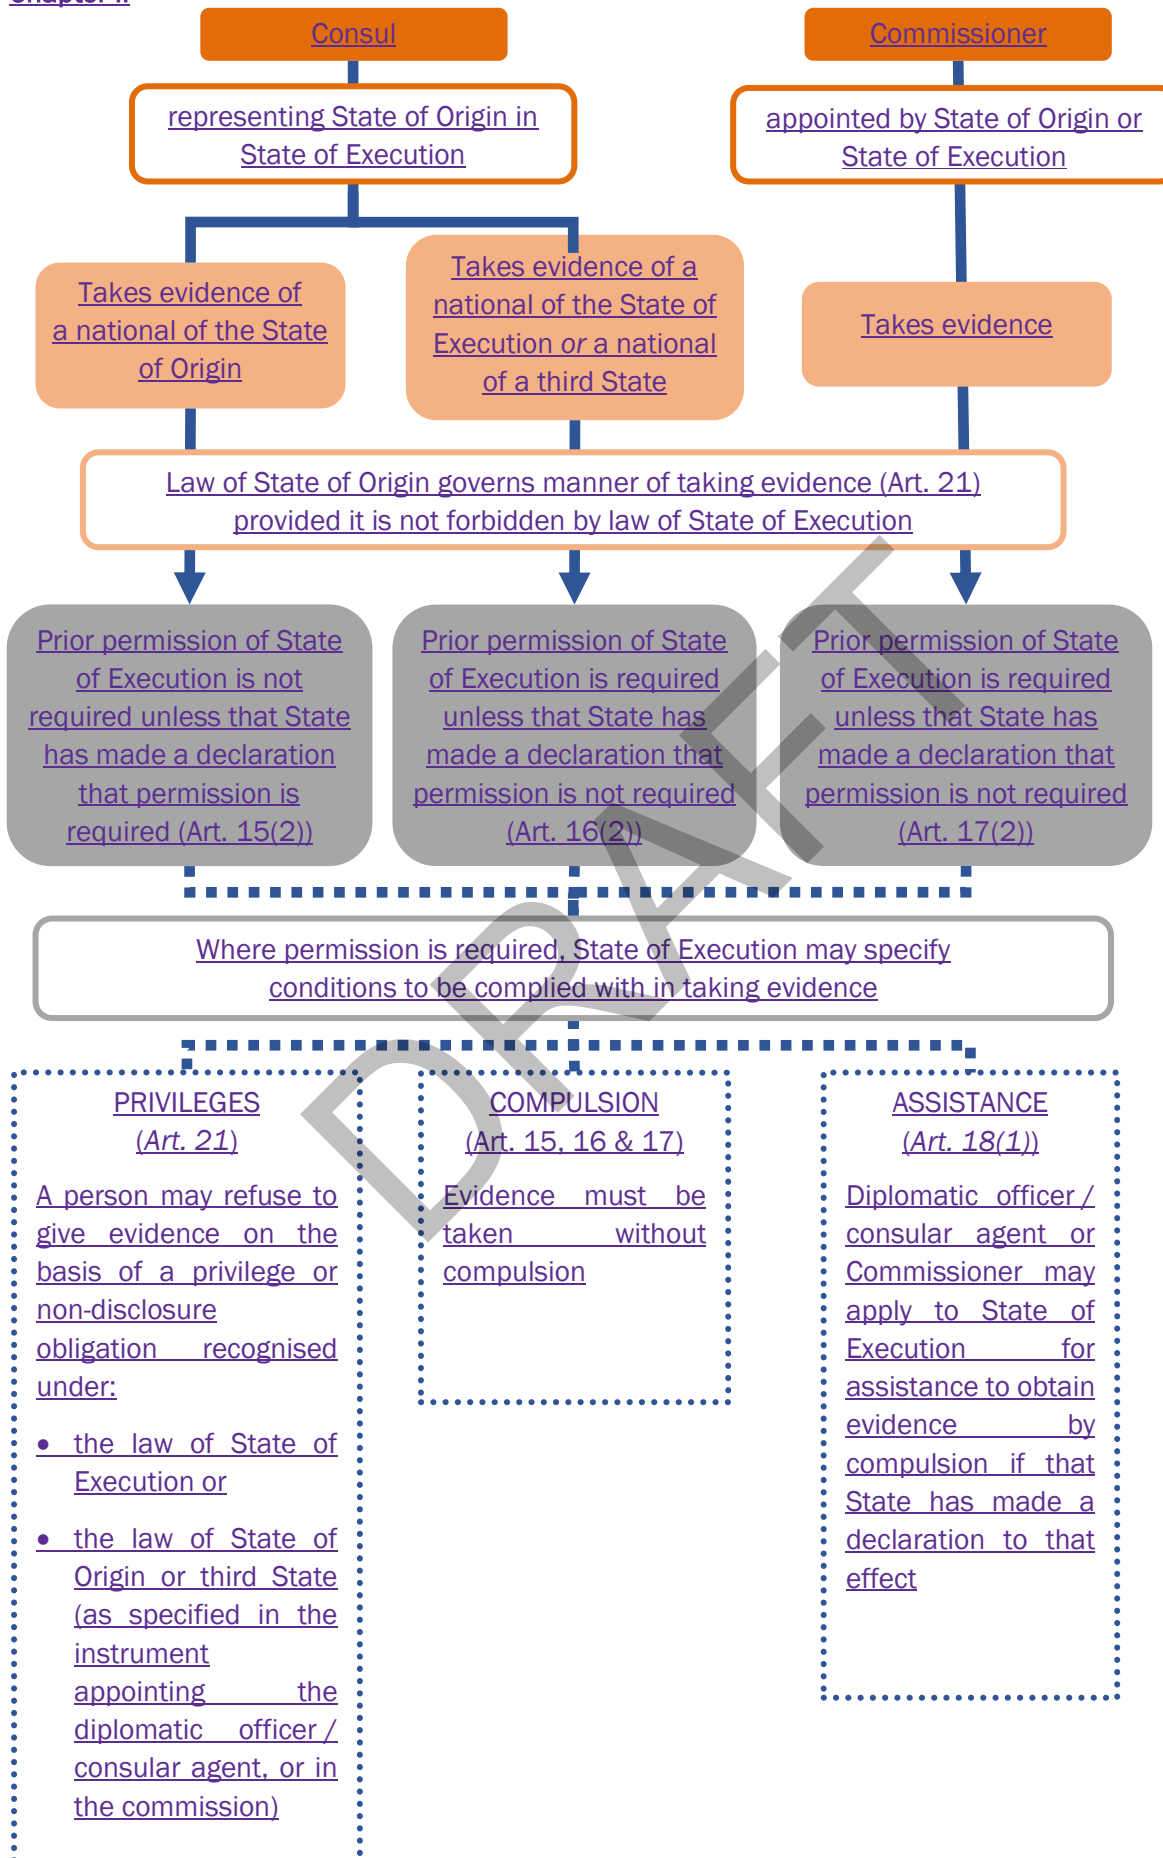 Chapter II
Consul
representing State of Origin in
State of Execution
Commissioner
appointed by State of Origin or
State of Execution
Takes evidence of
a national of the State
of Origin
Takes evidence of a
national of the State of
Execution or a national
of a third State
Takes evidence
Law of State of Origin governs manner of taking evidence (Art. 21)
provided it is not forbidden by law of State of Execution
Prior permission of State
of Execution is not
required unless that State
has made a declaration
that permission is
required (Art. 15(2))
Prior permission of State
of Execution is required
unless that State has
made a declaration that
permission is not required
(Art. 16(2))
Prior permission of State
of Execution is required
unless that State has
made a declaration that
permission is not required
(Art. 17(2))
Where permission is required, State of Execution may specify
conditions to be complied with in taking evidence
PRIVILEGES
(Art. 21)
A person may refuse to
give evidence on the
basis of a privilege or
non-disclosure
obligation recognised
under:
• the law of State of
Execution or
• the law of State of
Origin or third State
(as specified in the
instrument
appointing the
diplomatic officer /
consular agent, or in
the commission)
COMPULSION
(Art. 15, 16 & 17)
Evidence must be
taken without
compulsion
ASSISTANCE
(Art. 18(1))
Diplomatic officer /
consular agent or
Commissioner may
apply to State of
Execution for
assistance to obtain
evidence by
compulsion if that
State has made a
declaration to that
effect
DRAFT